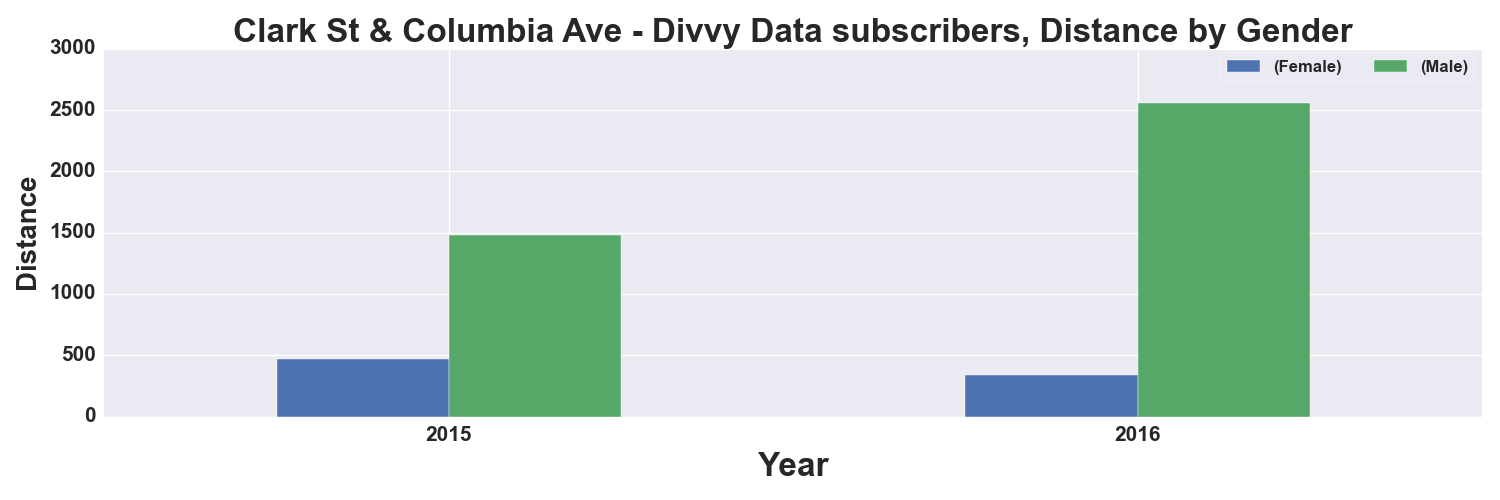 Clark St & Columbia Ave - Divvy Data subscribers, Distance by Gender
(Female) (Male)
3000
2500
2000
1500
1000
500
0
Distance
2015 2016
Year